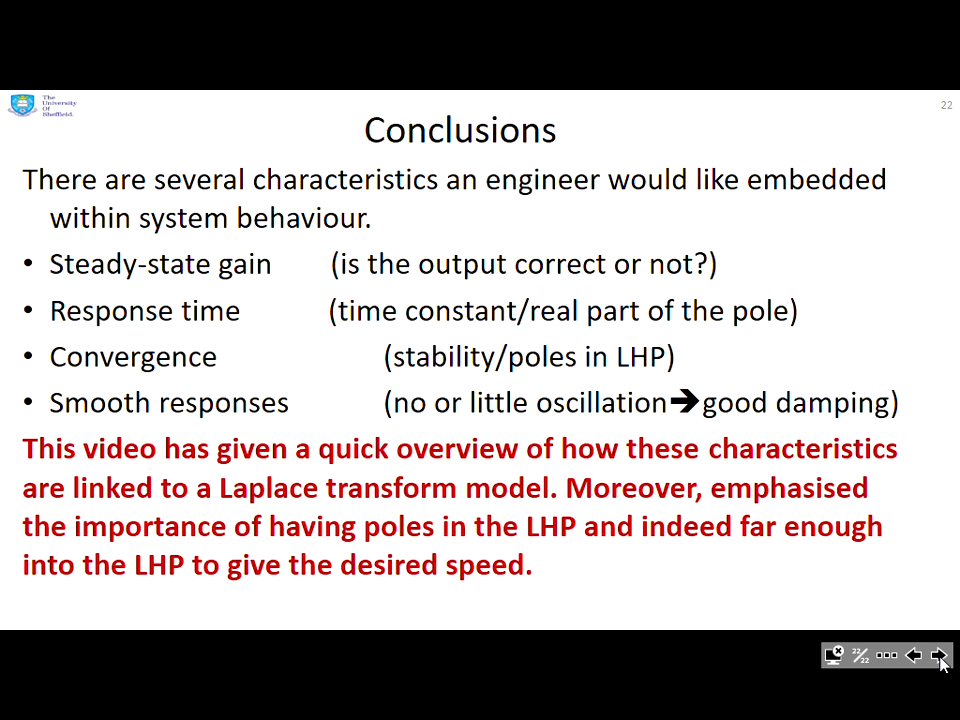 The
University
Of
Sheffield.
22
Conclusions
There are several characteristics an engineer would like embedded
within system behaviour.
• Steady-state gain (is the output correct or not?)
• Response time (time constant/real part of the pole)
• Convergence (stability/poles in LHP)
• Smooth responses (no or little oscillation➔good damping)
This video has given a quick overview of how these characteristics
are linked to a Laplace transform model. Moreover, emphasised
the importance of having poles in the LHP and indeed far enough
into the LHP to give the desired speed.
22/22